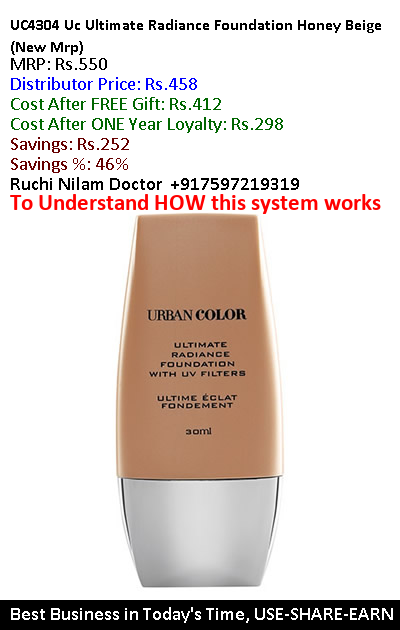 UC4304 Uc Ultimate Radiance Foundation Honey Beige
(New Mrp)
MRP: Rs.550
Distributor Price: Rs.458
Cost After FREE Gift: Rs.412
Cost After ONE Year Loyalty: Rs.298
Savings: Rs.252
Savings %: 46%
Ruchi Nilam Doctor +917597219319
To Understand HOW this system works
URBAN COLOR
ULTIMATE
RADIANCE
FOUNDATION
WITH UV FILTERS
ULTIME ÉCLAT
FONDEMENT
30ml
Best Business in Today's Time, USE-SHARE-EARN